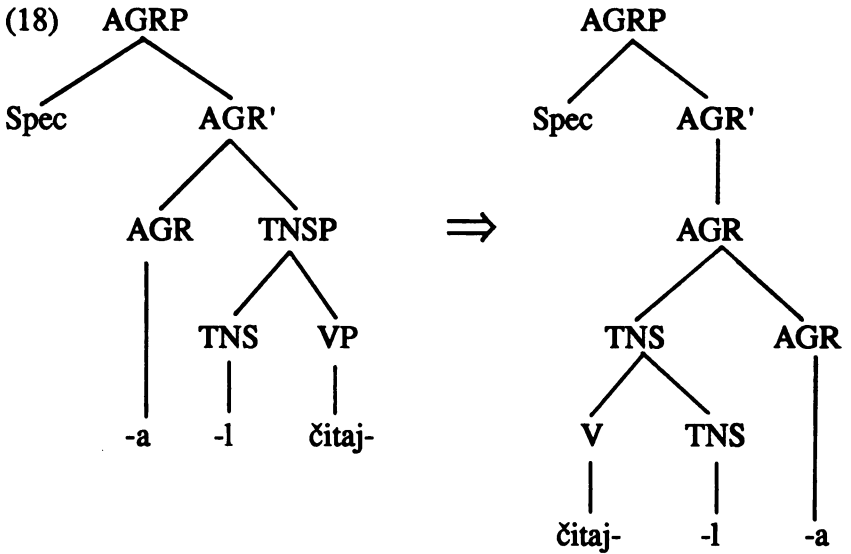 (18) AGRP AGRP
Spec AGR' Spec AGR'
AGR TNSP ⇒ AGR
TNS VP TNS AGR
-a -l čitaj- V TNS
čitaj- -l -a